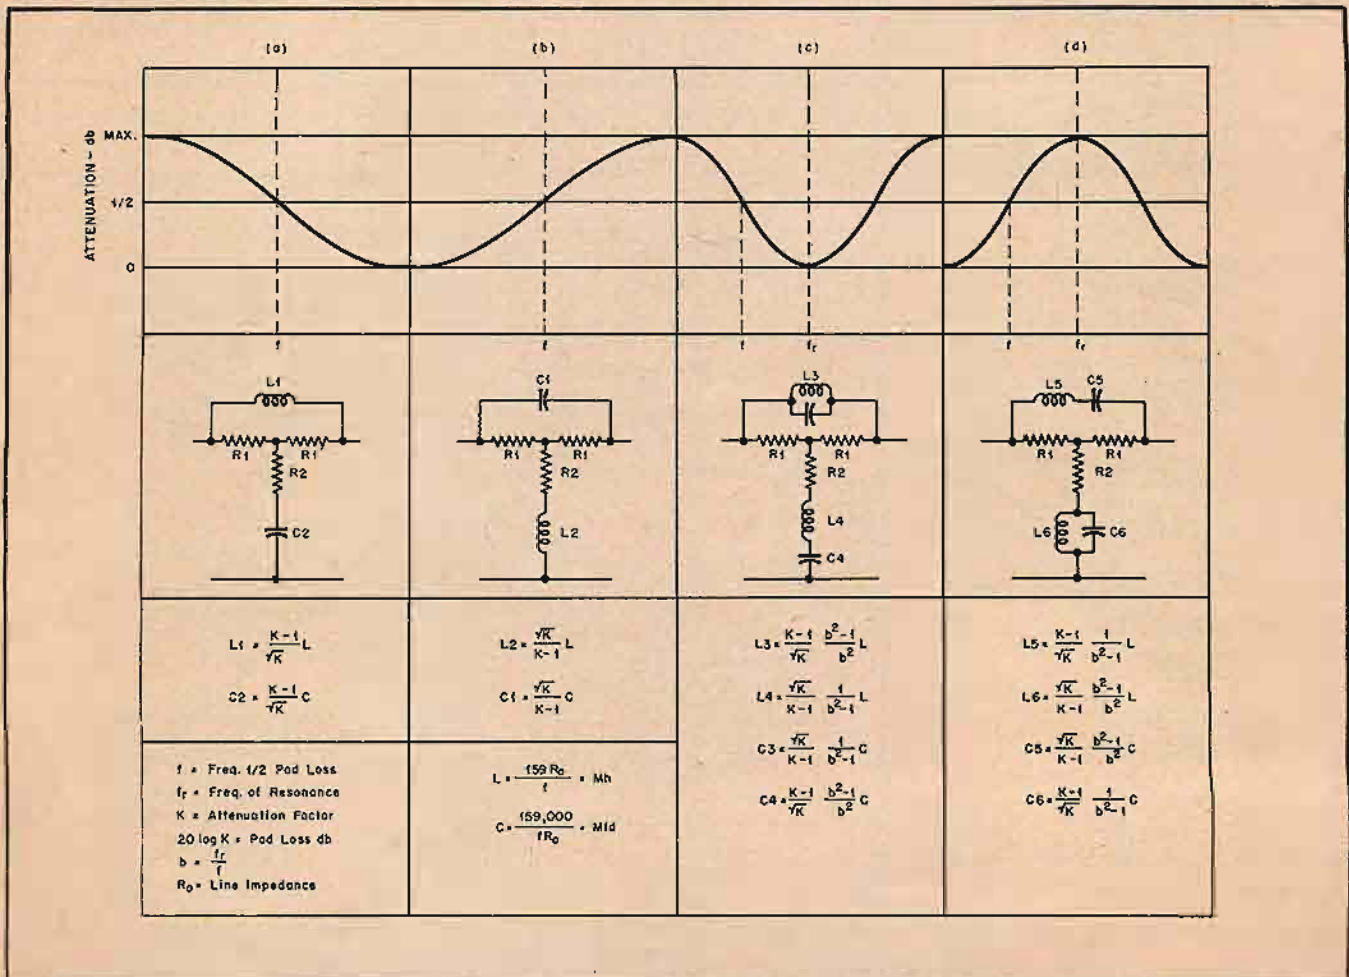 (a) (b) (c) (d)
ATTENUATION - db
MAX.
1/2
0
f f f fr f fr
L1
R1 R1
R2
C2
C1
R1 R1
R2
L2
L3
R1 R1
R2
L4
C4
L5 C5
R1 R1
R2
L6 C6
L1 = K-1/√K L
C2 = K-1/√K C
L2 = √K/K-1 L
C1 = √K/K-1 C
L3 = K-1/√K b²-1/b² L
L4 = √K/K-1 1/b²-1 L
C3 = √K/K-1 1/b²-1 C
C4 = K-1/√K b²-1/b² C
L5 = K-1/√K 1/b²-1 L
L6 = √K/K-1 b²-1/b² L
C5 = √K/K-1 b²-1/b² C
C6 = K-1/√K 1/b²-1 C
f = Freq. 1/2 Pad Loss
fr = Freq. of Resonance
K = Attenuation Factor
20 log K = Pad Loss db
b = fr/f
R₀ = Line Impedance
L = 159 R₀/f = Mh
C = 159,000/fR₀ = Mfd